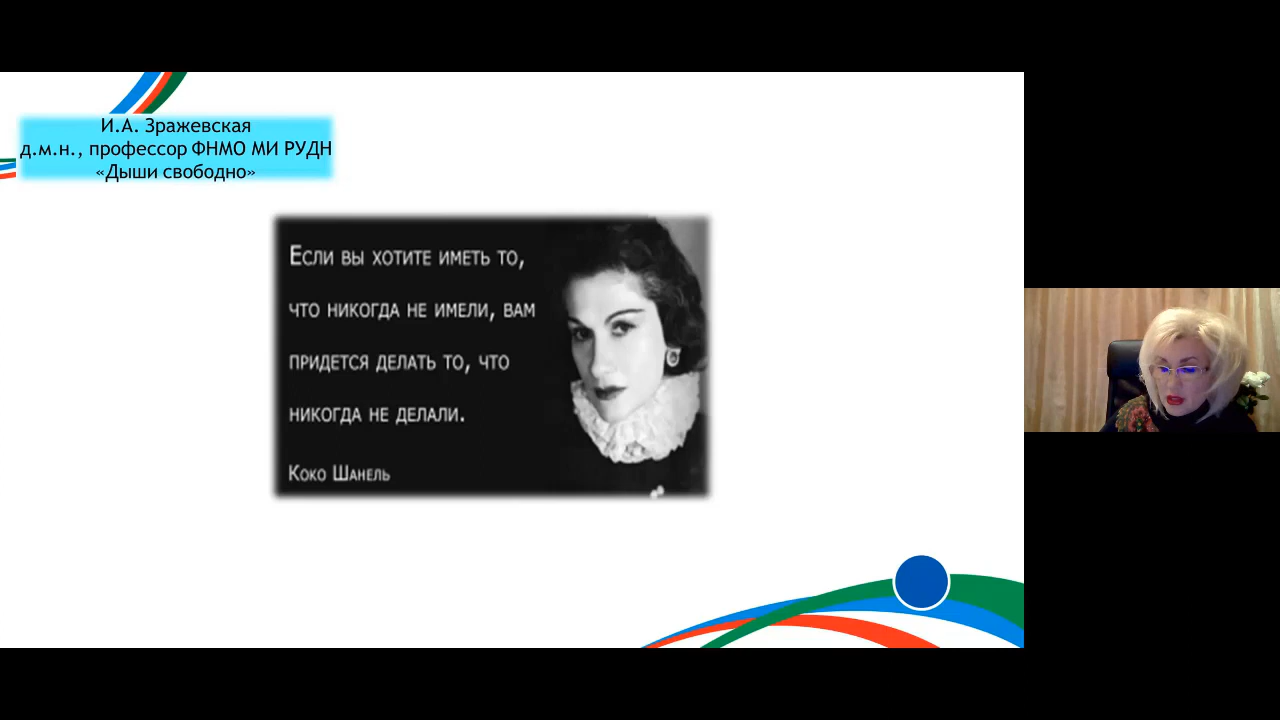 И.А. Зражевская
д.м.н., профессор ФНМО МИ РУДН
«Дыши свободно»
Если вы хотите иметь то,
что никогда не имели, вам
придется делать то, что
никогда не делали.
Коко Шанель